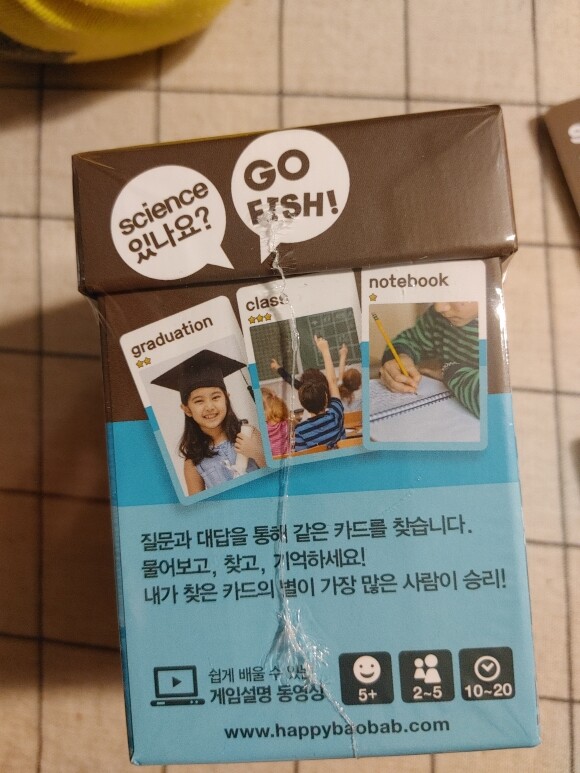 science
있나요?
GO
FISH!
graduation
class
notebook
질문과 대답을 통해 같은 카드를 찾습니다.
물어보고, 찾고, 기억하세요!
내가 찾은 카드의 별이 가장 많은 사람이 승리!
쉽게 배울 수 있는
게임설명 동영상
5+
2~5
10~20
www.happybaobab.com